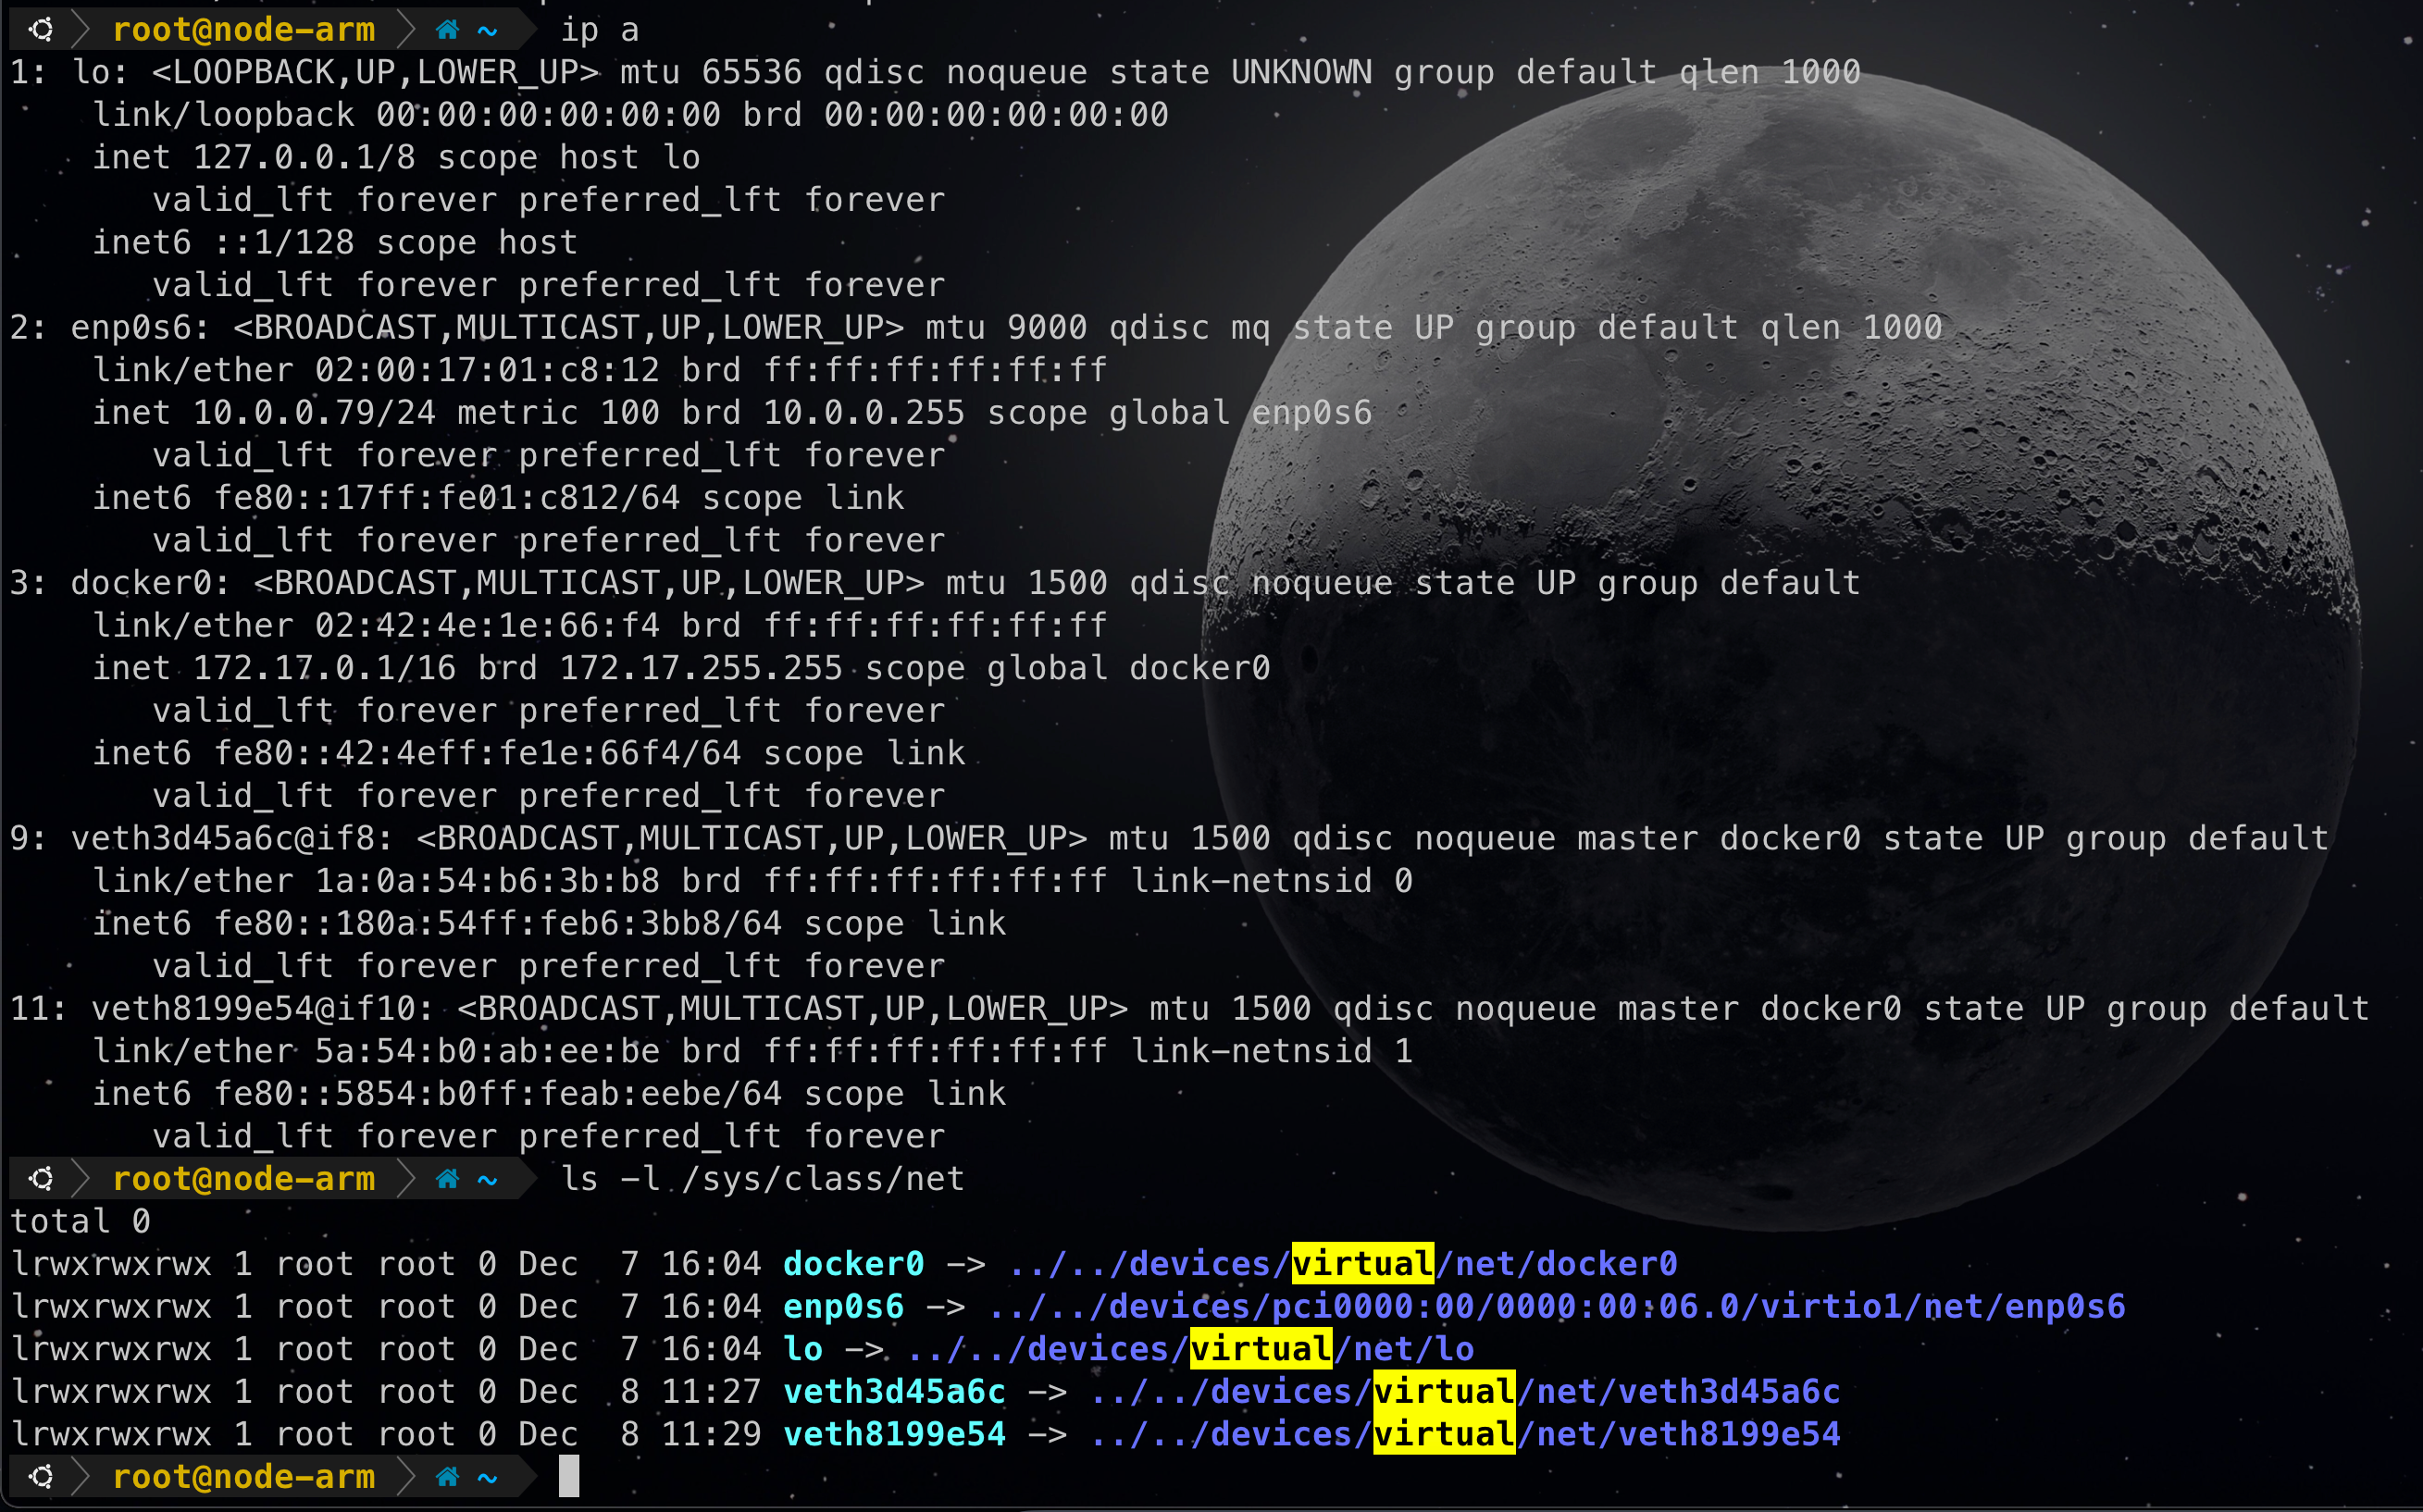 root@node-arm ~ ip a
1: lo: <LOOPBACK,UP,LOWER_UP> mtu 65536 qdisc noqueue state UNKNOWN group default qlen 1000
    link/loopback 00:00:00:00:00:00 brd 00:00:00:00:00:00
    inet 127.0.0.1/8 scope host lo
       valid_lft forever preferred_lft forever
    inet6 ::1/128 scope host
       valid_lft forever preferred_lft forever
2: enp0s6: <BROADCAST,MULTICAST,UP,LOWER_UP> mtu 9000 qdisc mq state UP group default qlen 1000
    link/ether 02:00:17:01:c8:12 brd ff:ff:ff:ff:ff:ff
    inet 10.0.0.79/24 metric 100 brd 10.0.0.255 scope global enp0s6
       valid_lft forever preferred_lft forever
    inet6 fe80::17ff:fe01:c812/64 scope link
       valid_lft forever preferred_lft forever
3: docker0: <BROADCAST,MULTICAST,UP,LOWER_UP> mtu 1500 qdisc noqueue state UP group default
    link/ether 02:42:4e:1e:66:f4 brd ff:ff:ff:ff:ff:ff
    inet 172.17.0.1/16 brd 172.17.255.255 scope global docker0
       valid_lft forever preferred_lft forever
    inet6 fe80::42:4eff:fe1e:66f4/64 scope link
       valid_lft forever preferred_lft forever
9: veth3d45a6c@if8: <BROADCAST,MULTICAST,UP,LOWER_UP> mtu 1500 qdisc noqueue master docker0 state UP group default
    link/ether 1a:0a:54:b6:3b:b8 brd ff:ff:ff:ff:ff:ff link-netnsid 0
    inet6 fe80::180a:54ff:feb6:3bb8/64 scope link
       valid_lft forever preferred_lft forever
11: veth8199e54@if10: <BROADCAST,MULTICAST,UP,LOWER_UP> mtu 1500 qdisc noqueue master docker0 state UP group default
    link/ether 5a:54:b0:ab:ee:be brd ff:ff:ff:ff:ff:ff link-netnsid 1
    inet6 fe80::5854:b0ff:feab:eebe/64 scope link
       valid_lft forever preferred_lft forever
root@node-arm ~ ls -l /sys/class/net
total 0
lrwxrwxrwx 1 root root 0 Dec  7 16:04 docker0 -> ../../devices/virtual/net/docker0
lrwxrwxrwx 1 root root 0 Dec  7 16:04 enp0s6 -> ../../devices/pci0000:00/0000:00:06.0/virtio1/net/enp0s6
lrwxrwxrwx 1 root root 0 Dec  7 16:04 lo -> ../../devices/virtual/net/lo
lrwxrwxrwx 1 root root 0 Dec  8 11:27 veth3d45a6c -> ../../devices/virtual/net/veth3d45a6c
lrwxrwxrwx 1 root root 0 Dec  8 11:29 veth8199e54 -> ../../devices/virtual/net/veth8199e54
root@node-arm ~